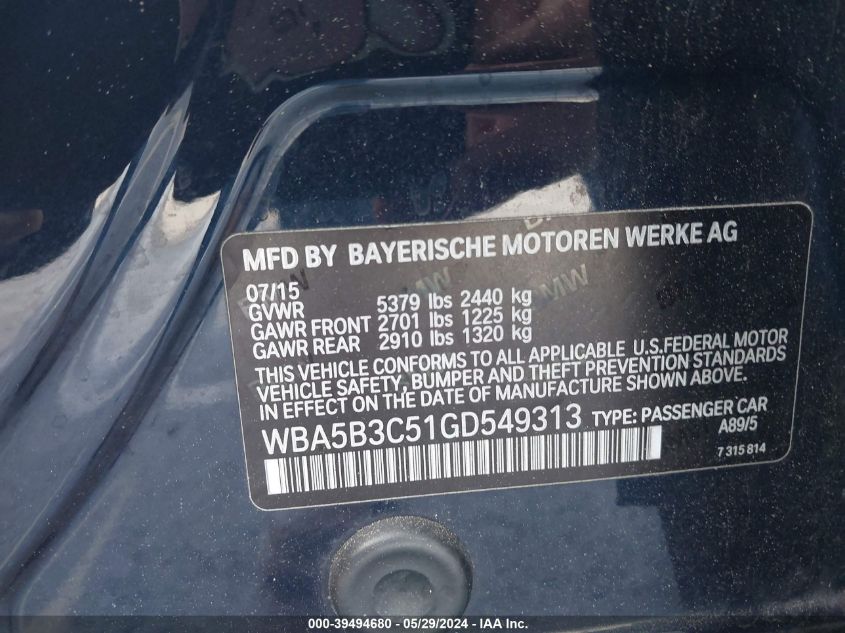 MFD BY BAYERISCHE MOTOREN WERKE AG
07/15
GVWR 5379 lbs 2440 kg
GAWR FRONT 2701 lbs 1225 kg
GAWR REAR 2910 lbs 1320 kg
THIS VEHICLE CONFORMS TO ALL APPLICABLE U.S.FEDERAL MOTOR
VEHICLE SAFETY, BUMPER AND THEFT PREVENTION STANDARDS
IN EFFECT ON THE DATE OF MANUFACTURE SHOWN ABOVE.
WBA5B3C51GD549313 TYPE: PASSENGER CAR
A89/5
7 315 814
000-39494680 - 05/29/2024 - IAA Inc.